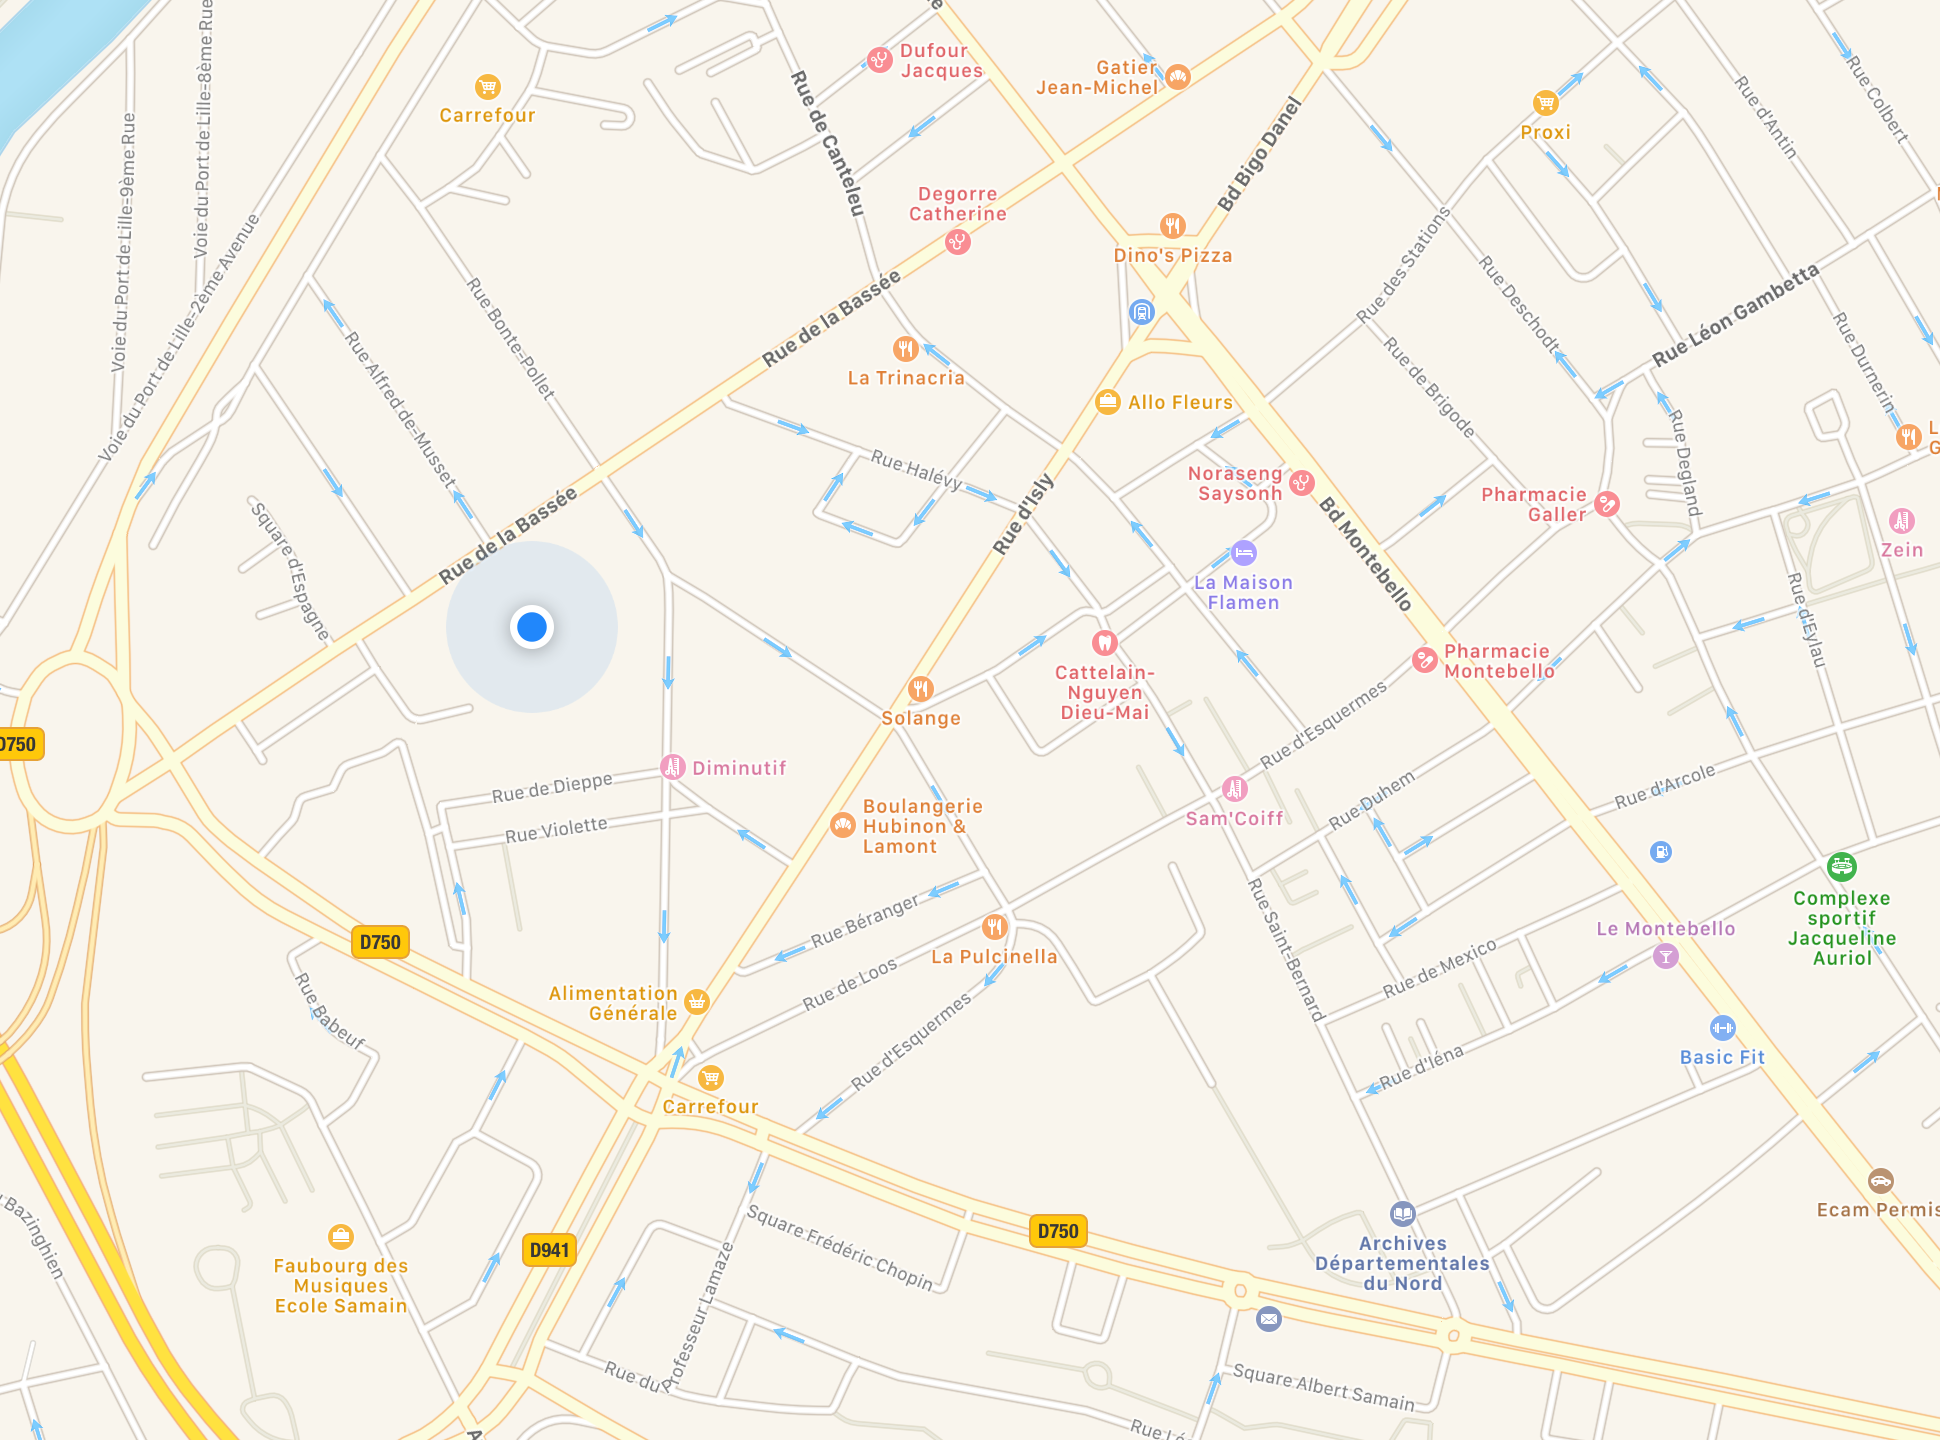 Voie du Port de Lille-8ème Rue
Voie du Port de Lille-9ème Rue
Voie du Port de Lille-2ème Avenue
Carrefour
Rue de Canteleu
Dufour
Jacques
Gatier
Jean-Michel
Bd Bigo Danel
Proxi
Rue d'Antin
Rue Colbert
Degorre
Catherine
Dino's Pizza
Rue des Stations
Rue Deschodt
Rue Léon Gambetta
Rue Durnerin
Rue Bonte-Pollet
Rue Alfred-de-Musset
Rue de la Bassée
La Trinacria
Allo Fleurs
Rue de Brigode
Rue Degland
Rue Halévy
Rue d'Isly
Noraseng
Saysonh
Pharmacie
Galler
Bd Montebello
Zein
Rue de la Bassée
Square d'Espagne
La Maison
Flamen
Rue d'Eylau
Cattelain-
Nguyen
Dieu-Mai
Pharmacie
Montebello
Solange
D750
Rue d'Esquermes
Diminutif
Rue de Dieppe
Rue Violette
Boulangerie
Hubinon &
Lamont
Sam'Coiff
Rue Duhem
Rue d'Arcole
Complexe
sportif
Jacqueline
Auriol
Rue Béranger
D750
La Pulcinella
Rue de Loos
Rue Saint-Bernard
Rue de Mexico
Le Montebello
Alimentation
Générale
Rue Babeuf
Rue d'Esquermes
Rue d'Iéna
Basic Fit
Carrefour
Bazinghien
Faubourg des
Musiques
Ecole Samain
D941
Square Frédéric Chopin
D750
Archives
Départementales
du Nord
Ecam Permis
Rue du Professeur Lamaze
Square Albert Samain